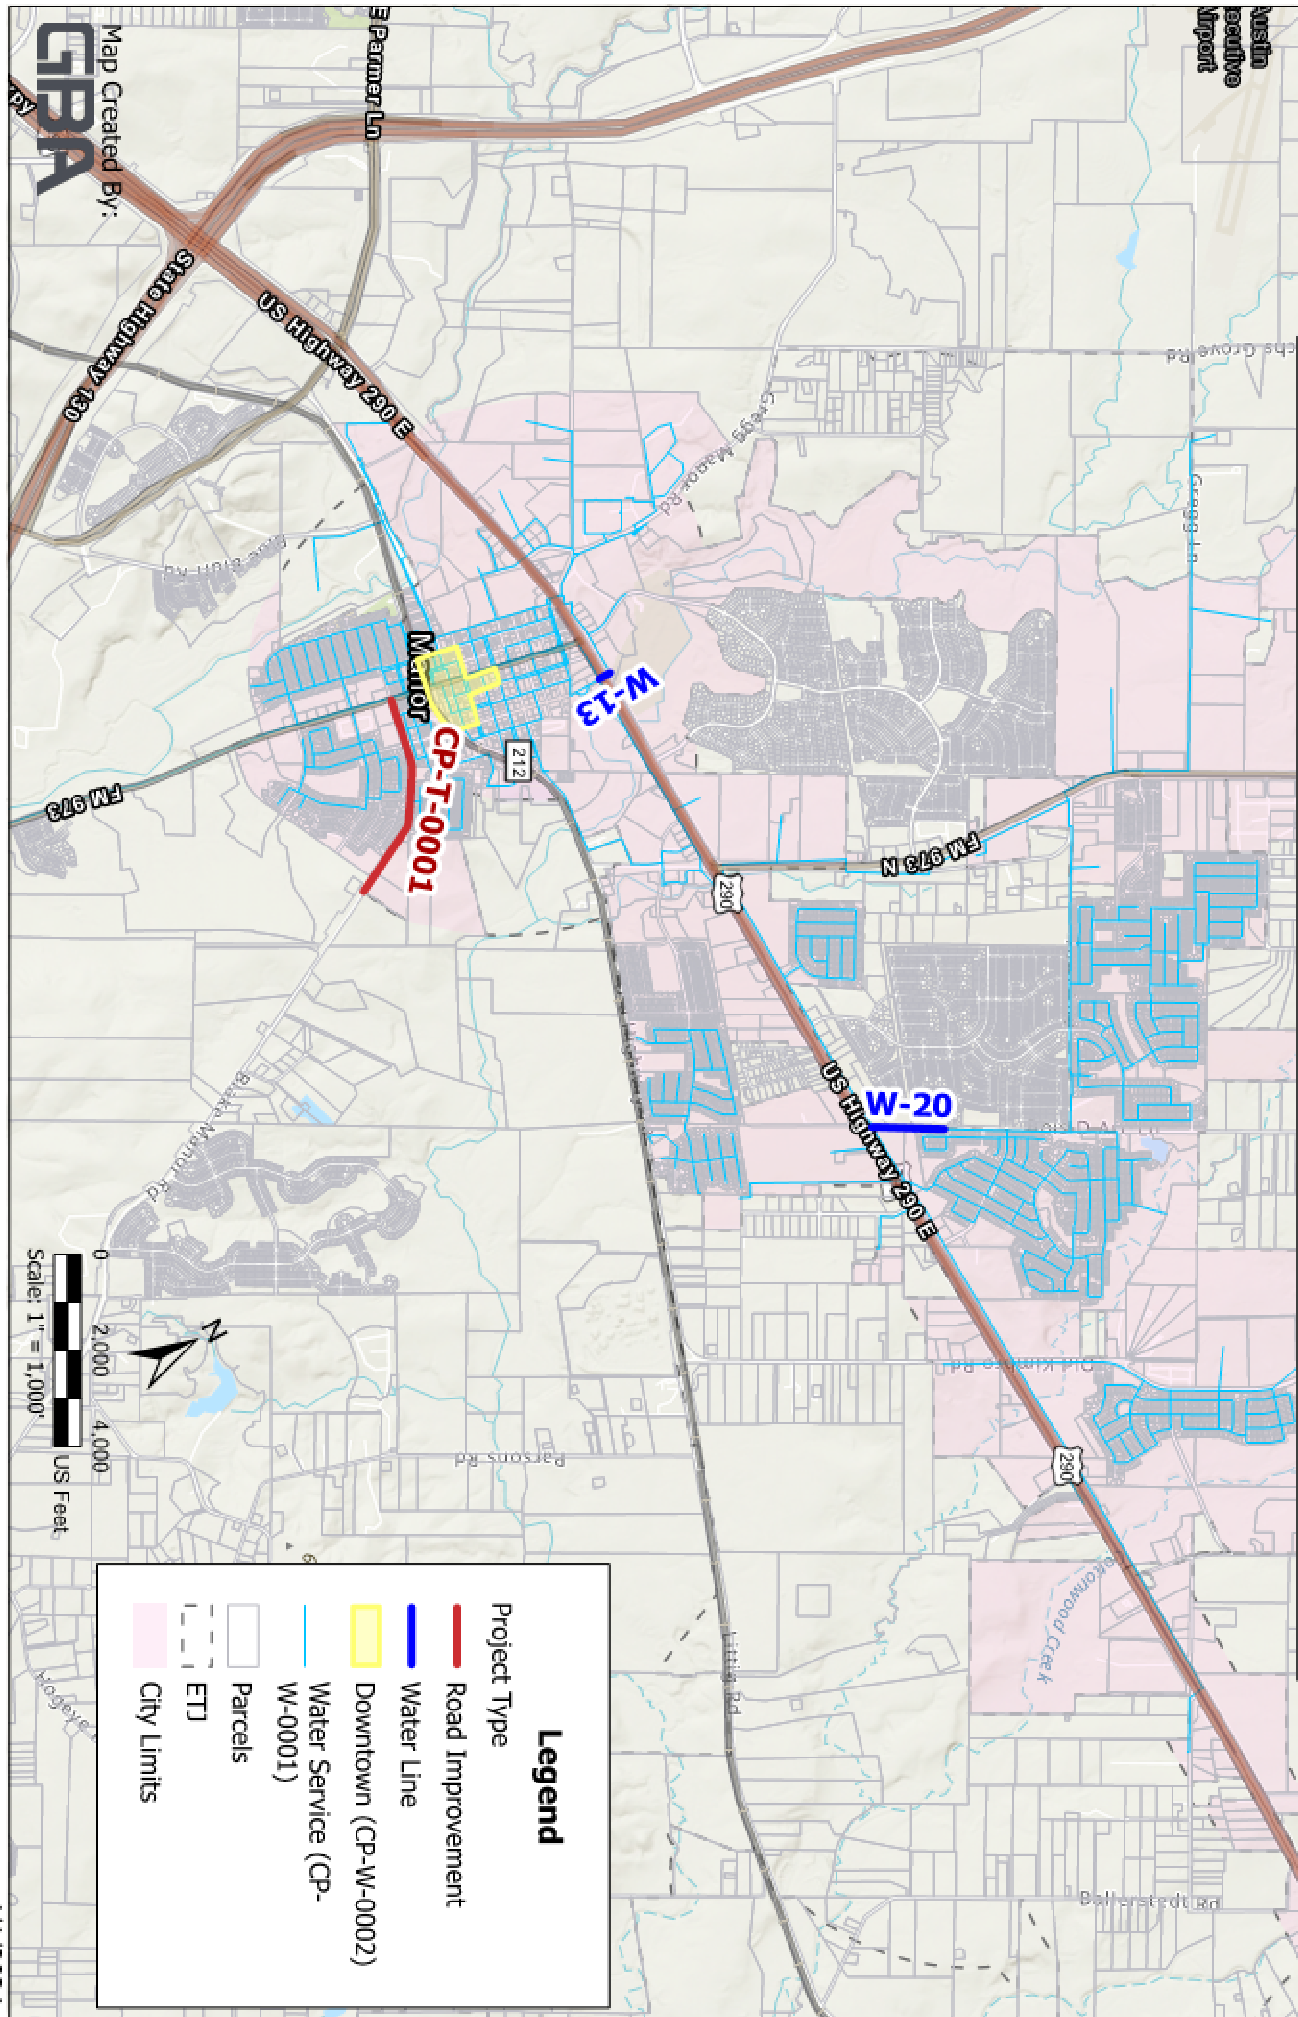 Austin
Executive
Airport
E Parmer Ln
Map Created By:
GBA
State Highway 130
US Highway 290 E
Gregg Manor Rd
Gregg Ln
Manor
W-13
CP-T-0001
212
FM 973
FM 973 N
290
US Highway 290 E
W-20
Blake Manor Rd
Old Kimbro Rd
Parsons Rd
290
Cottonwood Creek
Littig Rd
Ballerstedt Rd
N
0
2,000
4,000
US Feet
Scale: 1" = 1,000'
Legend
Project Type
Road Improvement
Water Line
Downtown (CP-W-0002)
Water Service (CP-
W-0001)
Parcels
ETJ
City Limits